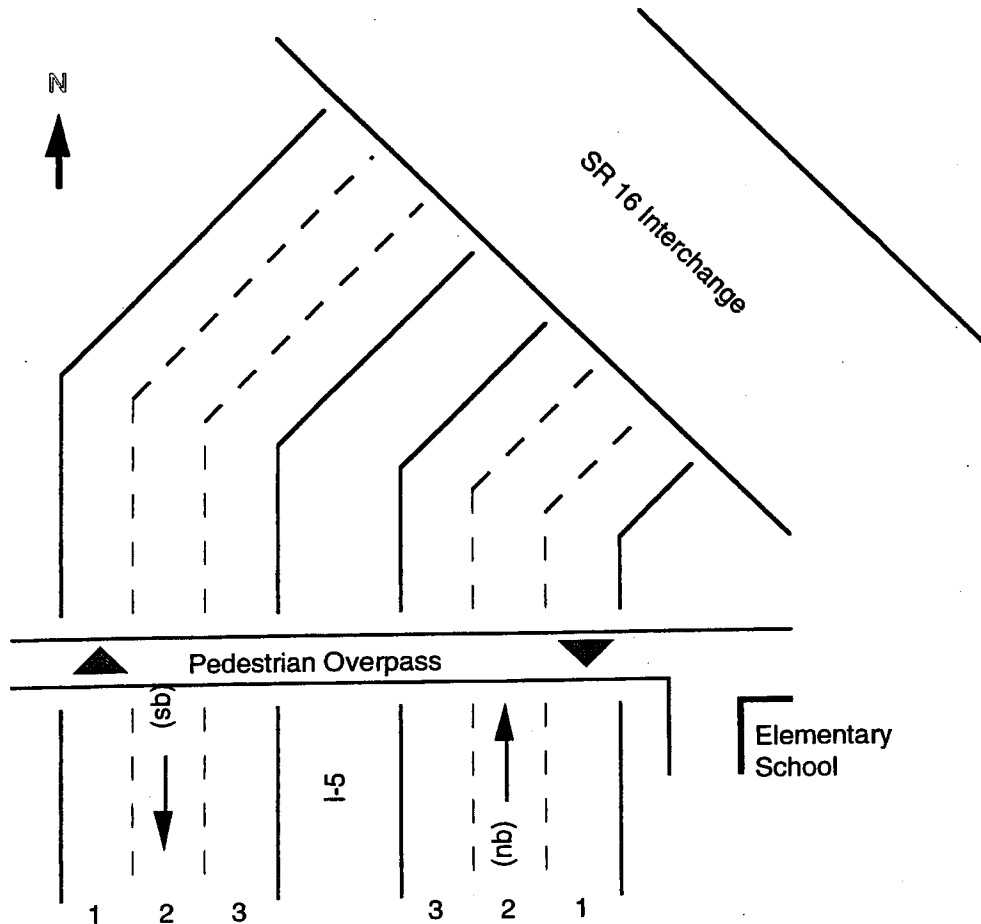 N
SR 16 Interchange
Pedestrian Overpass
(sb)
I-5
(nb)
Elementary
School
1 2 3 3 2 1